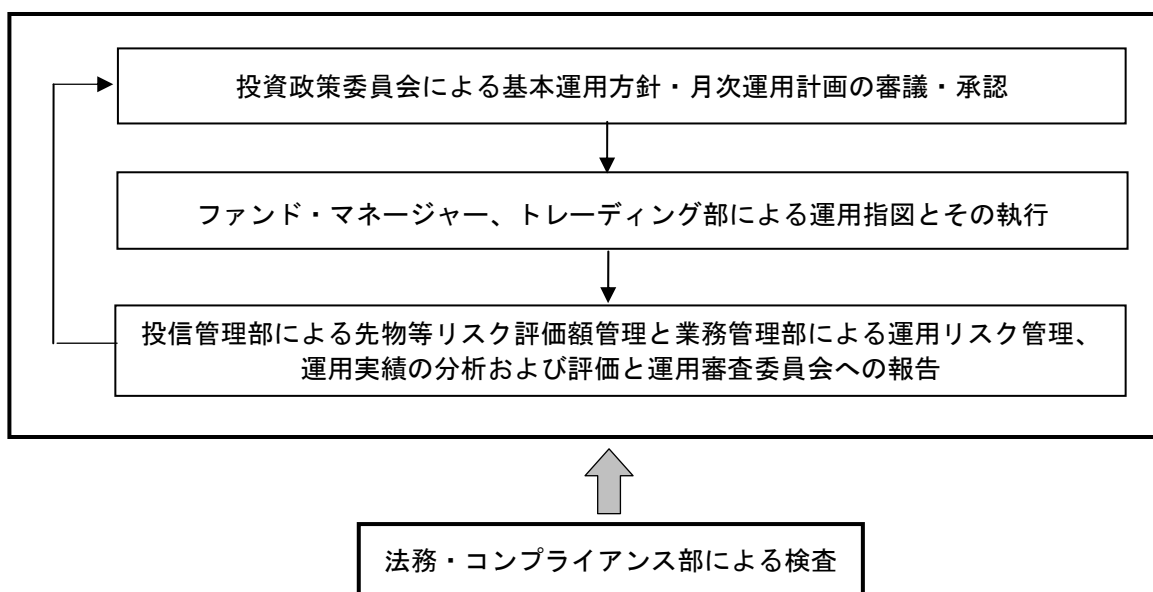 投資政策委員会による基本運用方針・月次運用計画の審議・承認
ファンド・マネージャー、トレーディング部による運用指図とその執行
投信管理部による先物等リスク評価額管理と業務管理部による運用リスク管理、
運用実績の分析および評価と運用審査委員会への報告
法務・コンプライアンス部による検査